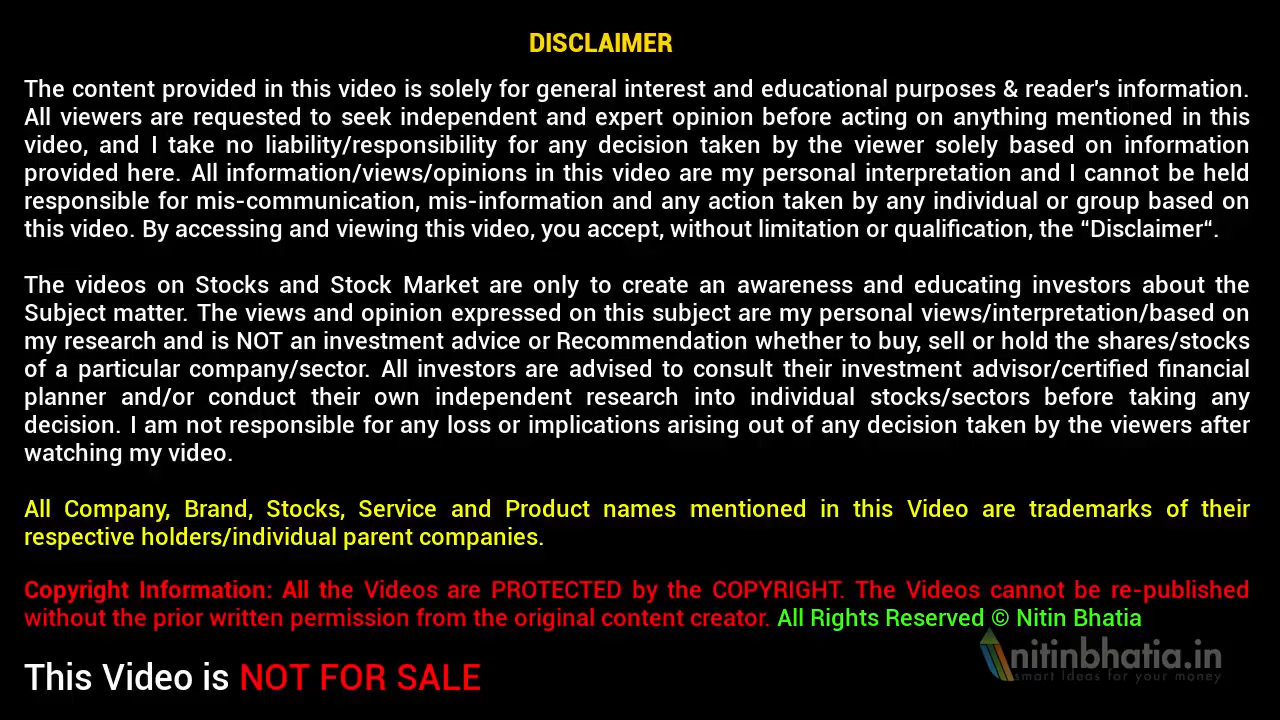 DISCLAIMER
The content provided in this video is solely for general interest and educational purposes & reader's information.
All viewers are requested to seek independent and expert opinion before acting on anything mentioned in this
video, and I take no liability/responsibility for any decision taken by the viewer solely based on information
provided here. All information/views/opinions in this video are my personal interpretation and I cannot be held
responsible for mis-communication, mis-information and any action taken by any individual or group based on
this video. By accessing and viewing this video, you accept, without limitation or qualification, the “Disclaimer“.
The videos on Stocks and Stock Market are only to create an awareness and educating investors about the
Subject matter. The views and opinion expressed on this subject are my personal views/interpretation/based on
my research and is NOT an investment advice or Recommendation whether to buy, sell or hold the shares/stocks
of a particular company/sector. All investors are advised to consult their investment advisor/certified financial
planner and/or conduct their own independent research into individual stocks/sectors before taking any
decision. I am not responsible for any loss or implications arising out of any decision taken by the viewers after
watching my video.
All Company, Brand, Stocks, Service and Product names mentioned in this Video are trademarks of their
respective holders/individual parent companies.
Copyright Information: All the Videos are PROTECTED by the COPYRIGHT. The Videos cannot be re-published
without the prior written permission from the original content creator. All Rights Reserved © Nitin Bhatia
nitinbhatia.in
smart Ideas for your money
This Video is NOT FOR SALE